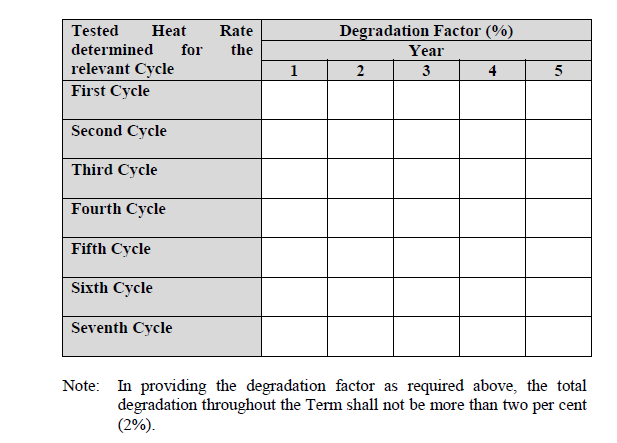 Tested Heat Rate Degradation Factor (%)
determined for the Year
relevant Cycle 1 2 3 4 5
First Cycle
Second Cycle
Third Cycle
Fourth Cycle
Fifth Cycle
Sixth Cycle
Seventh Cycle
Note: In providing the degradation factor as required above, the total
degradation throughout the Term shall not be more than two per cent
(2%).